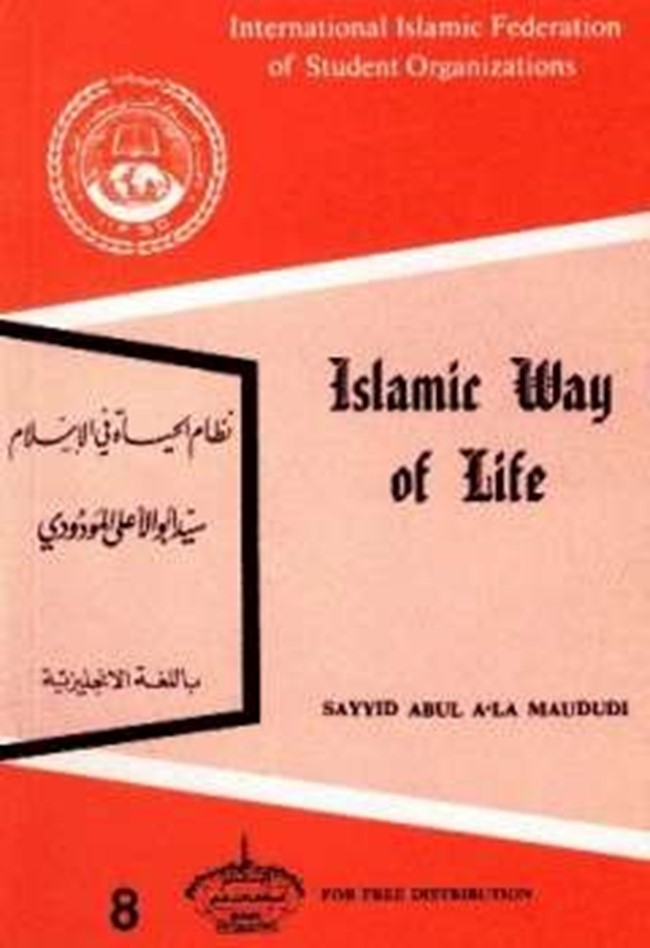 International Islamic Federation
of Student Organizations
Islamic Way
of Life
نظام الحياة في الإسلام
سيد أبو الأعلى المودودي
باللغة الانجليزية
SAYYID ABUL A‘LA MAUDUDI
8
FOR FREE DISTRIBUTION